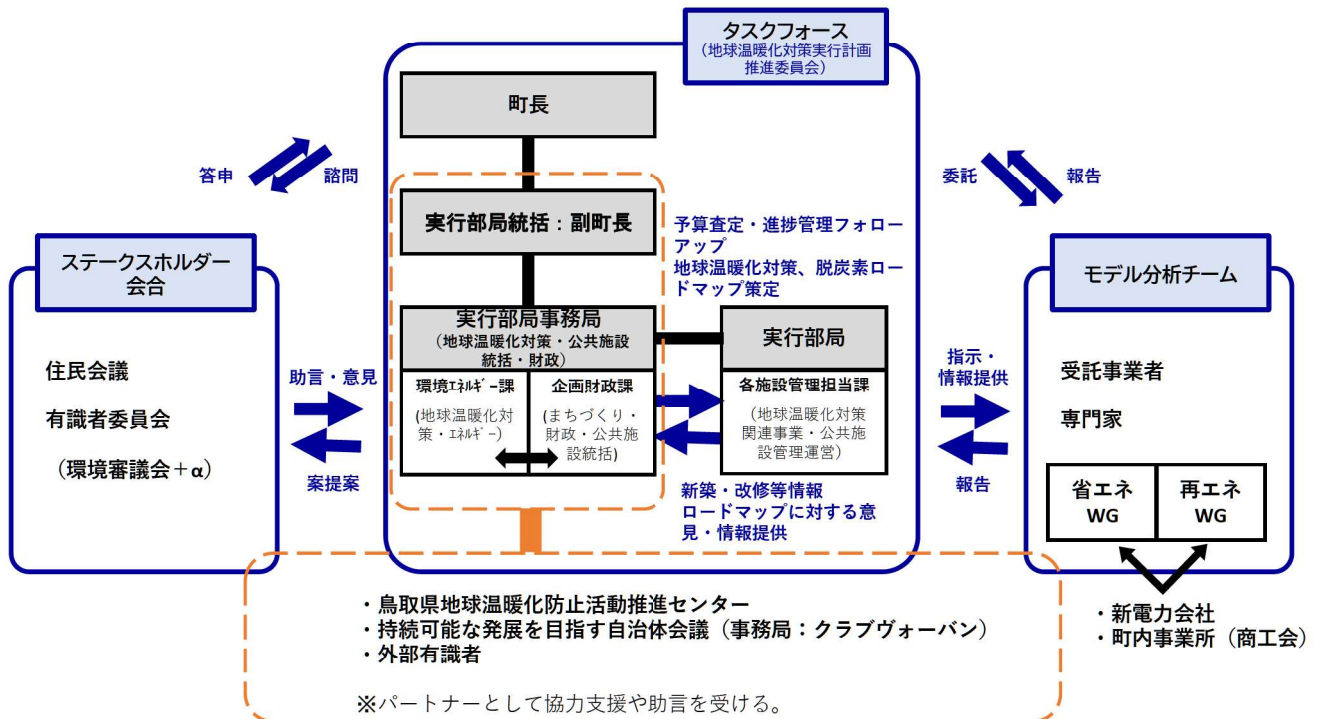 タスクフォース
（地球温暖化対策実行計画
推進委員会）
町長
答申
諮問
委託
報告
実行部局統括：副町長
予算査定・進捗管理フォロー
アップ
地球温暖化対策、脱炭素ロー
ドマップ策定
ステークスホルダー
会合
住民会議
有識者委員会
（環境審議会＋α）
助言・意見
案提案
実行部局事務局
（地球温暖化対策・公共施設
統括・財政）
環境ｴﾈﾙｷﾞｰ課
(地球温暖化対
策・ｴﾈﾙｷﾞｰ)
企画財政課
(まちづくり・
財政・公共施
設統括)
実行部局
各施設管理担当課
（地球温暖化対策
関連事業・公共施
設管理運営）
新築・改修等情報
ロードマップに対する意
見・情報提供
指示・
情報提供
報告
モデル分析チーム
受託事業者
専門家
省エネ
WG
再エネ
WG
・新電力会社
・町内事業所（商工会）
・鳥取県地球温暖化防止活動推進センター
・持続可能な発展を目指す自治体会議（事務局：クラブヴォーバン）
・外部有識者
※パートナーとして協力支援や助言を受ける。